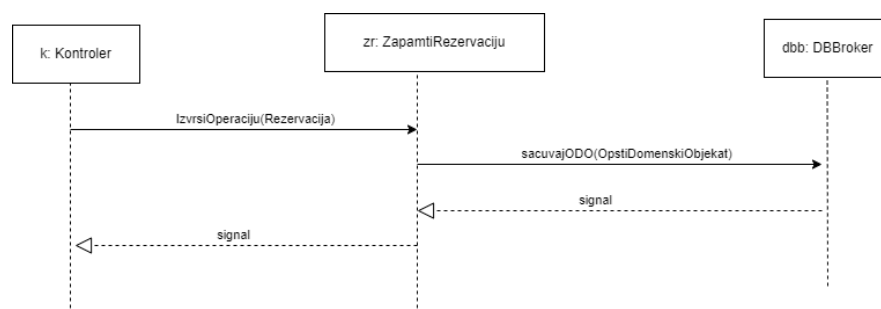 k: Kontroler
zr: ZapamtiRezervaciju
dbb: DBBroker
IzvrsiOperaciju(Rezervacija)
sacuvajODO(OpstiDomenskiObjekat)
signal
signal